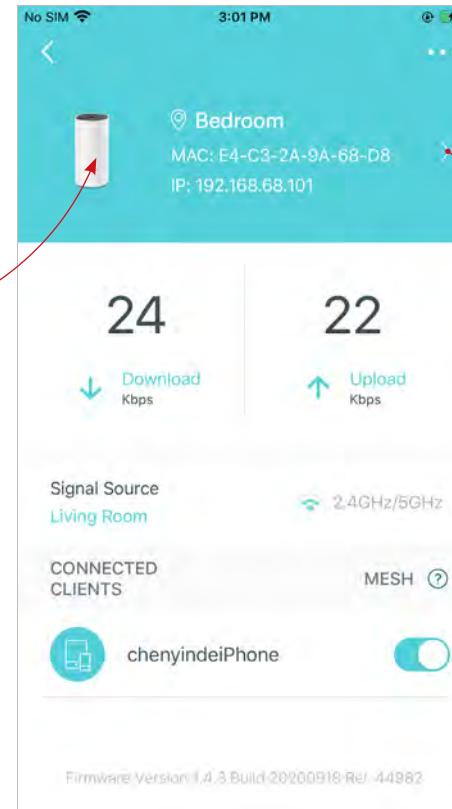 No SIM 3:01 PM
Bedroom
MAC: E4-C3-2A-9A-68-D8
IP: 192.168.68.101
24 22
Download Upload
Kbps Kbps
Signal Source
Living Room
2.4GHz/5GHz
CONNECTED
CLIENTS
MESH ?
chenyindeiPhone
Firmware Version 1.4.3 Build 20200918 Rel. 44982